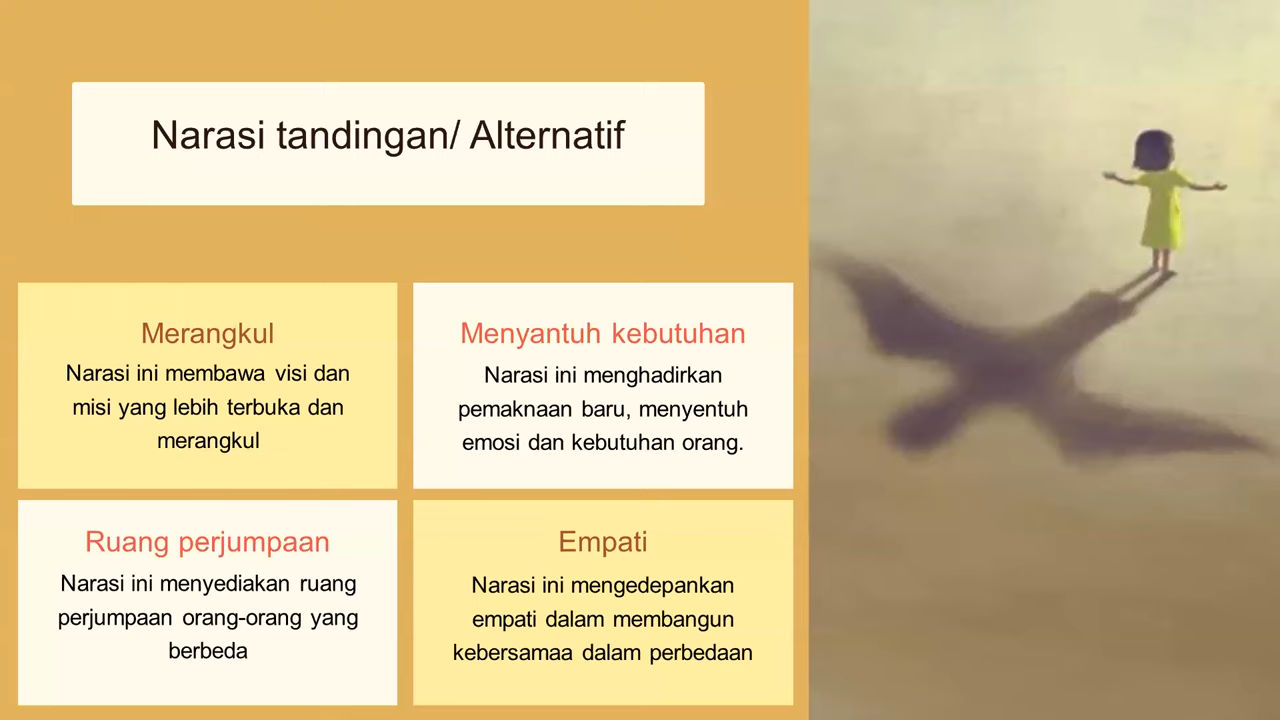 Narasi tandingan/ Alternatif
Merangkul
Narasi ini membawa visi dan
misi yang lebih terbuka dan
merangkul
Menyantuh kebutuhan
Narasi ini menghadirkan
pemaknaan baru, menyentuh
emosi dan kebutuhan orang.
Ruang perjumpaan
Narasi ini menyediakan ruang
perjumpaan orang-orang yang
berbeda
Empati
Narasi ini mengedepankan
empati dalam membangun
kebersamaa dalam perbedaan